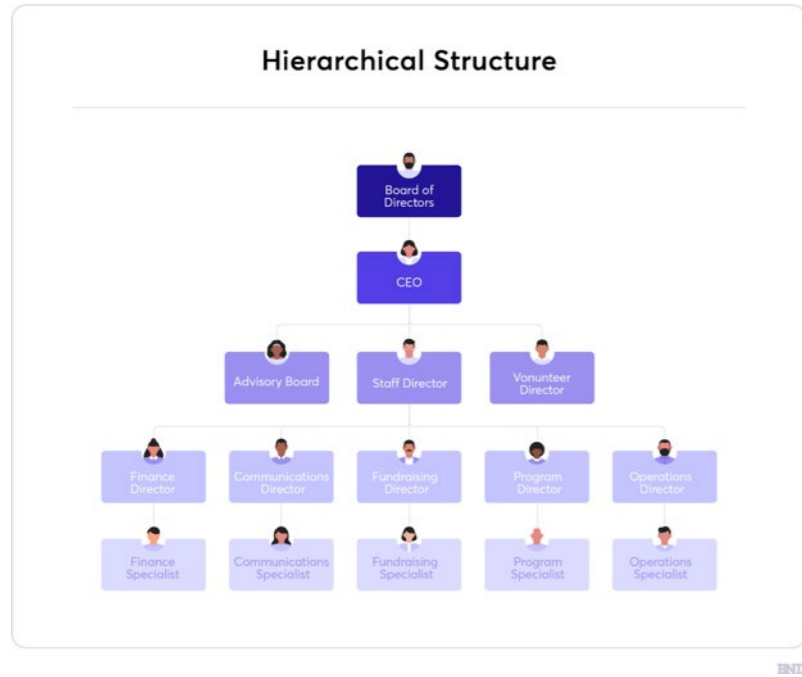 Hierarchical Structure
Board of
Directors
CEO
Advisory Board
Staff Director
Vonunteer
Director
Finance
Director
Communications
Director
Fundraising
Director
Program
Director
Operations
Director
Finance
Specialist
Communications
Specialist
Fundraising
Specialist
Program
Specialist
Operations
Specialist